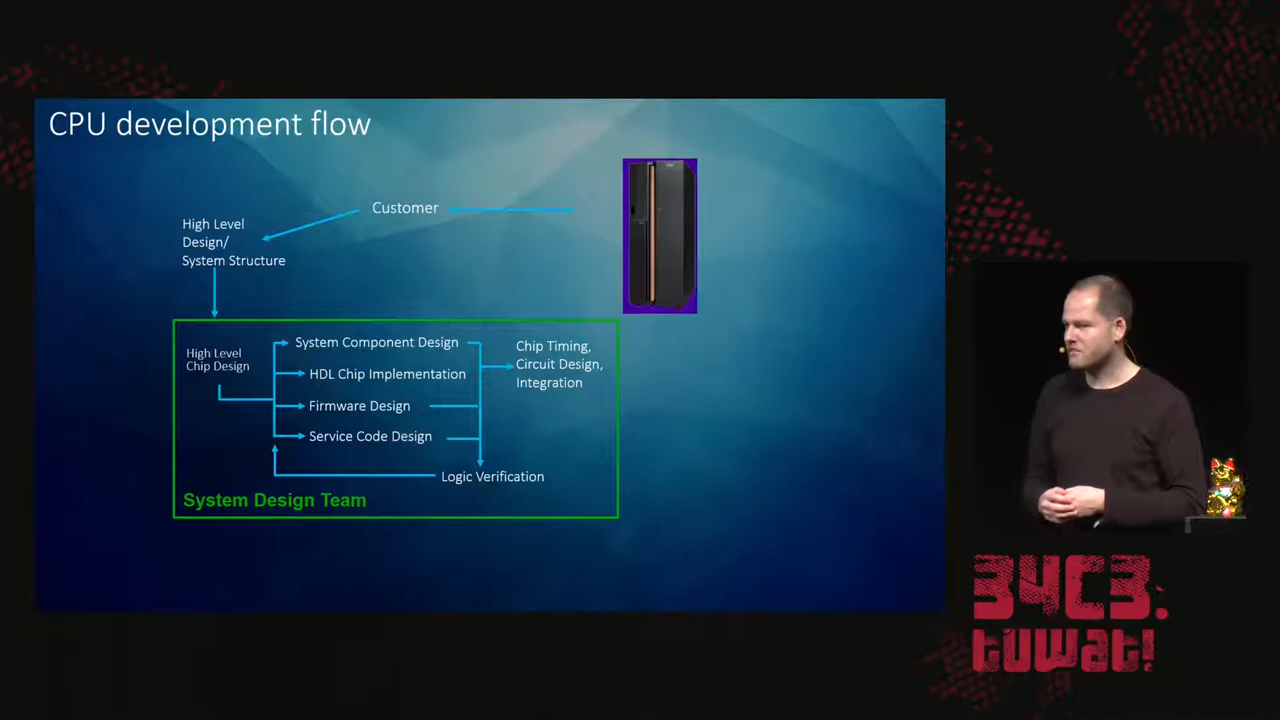 CPU development flow
Customer
High Level
Design/
System Structure
High Level
Chip Design
System Component Design
HDL Chip Implementation
Firmware Design
Service Code Design
Chip Timing,
Circuit Design,
Integration
Logic Verification
System Design Team
34C3.
tuwat!